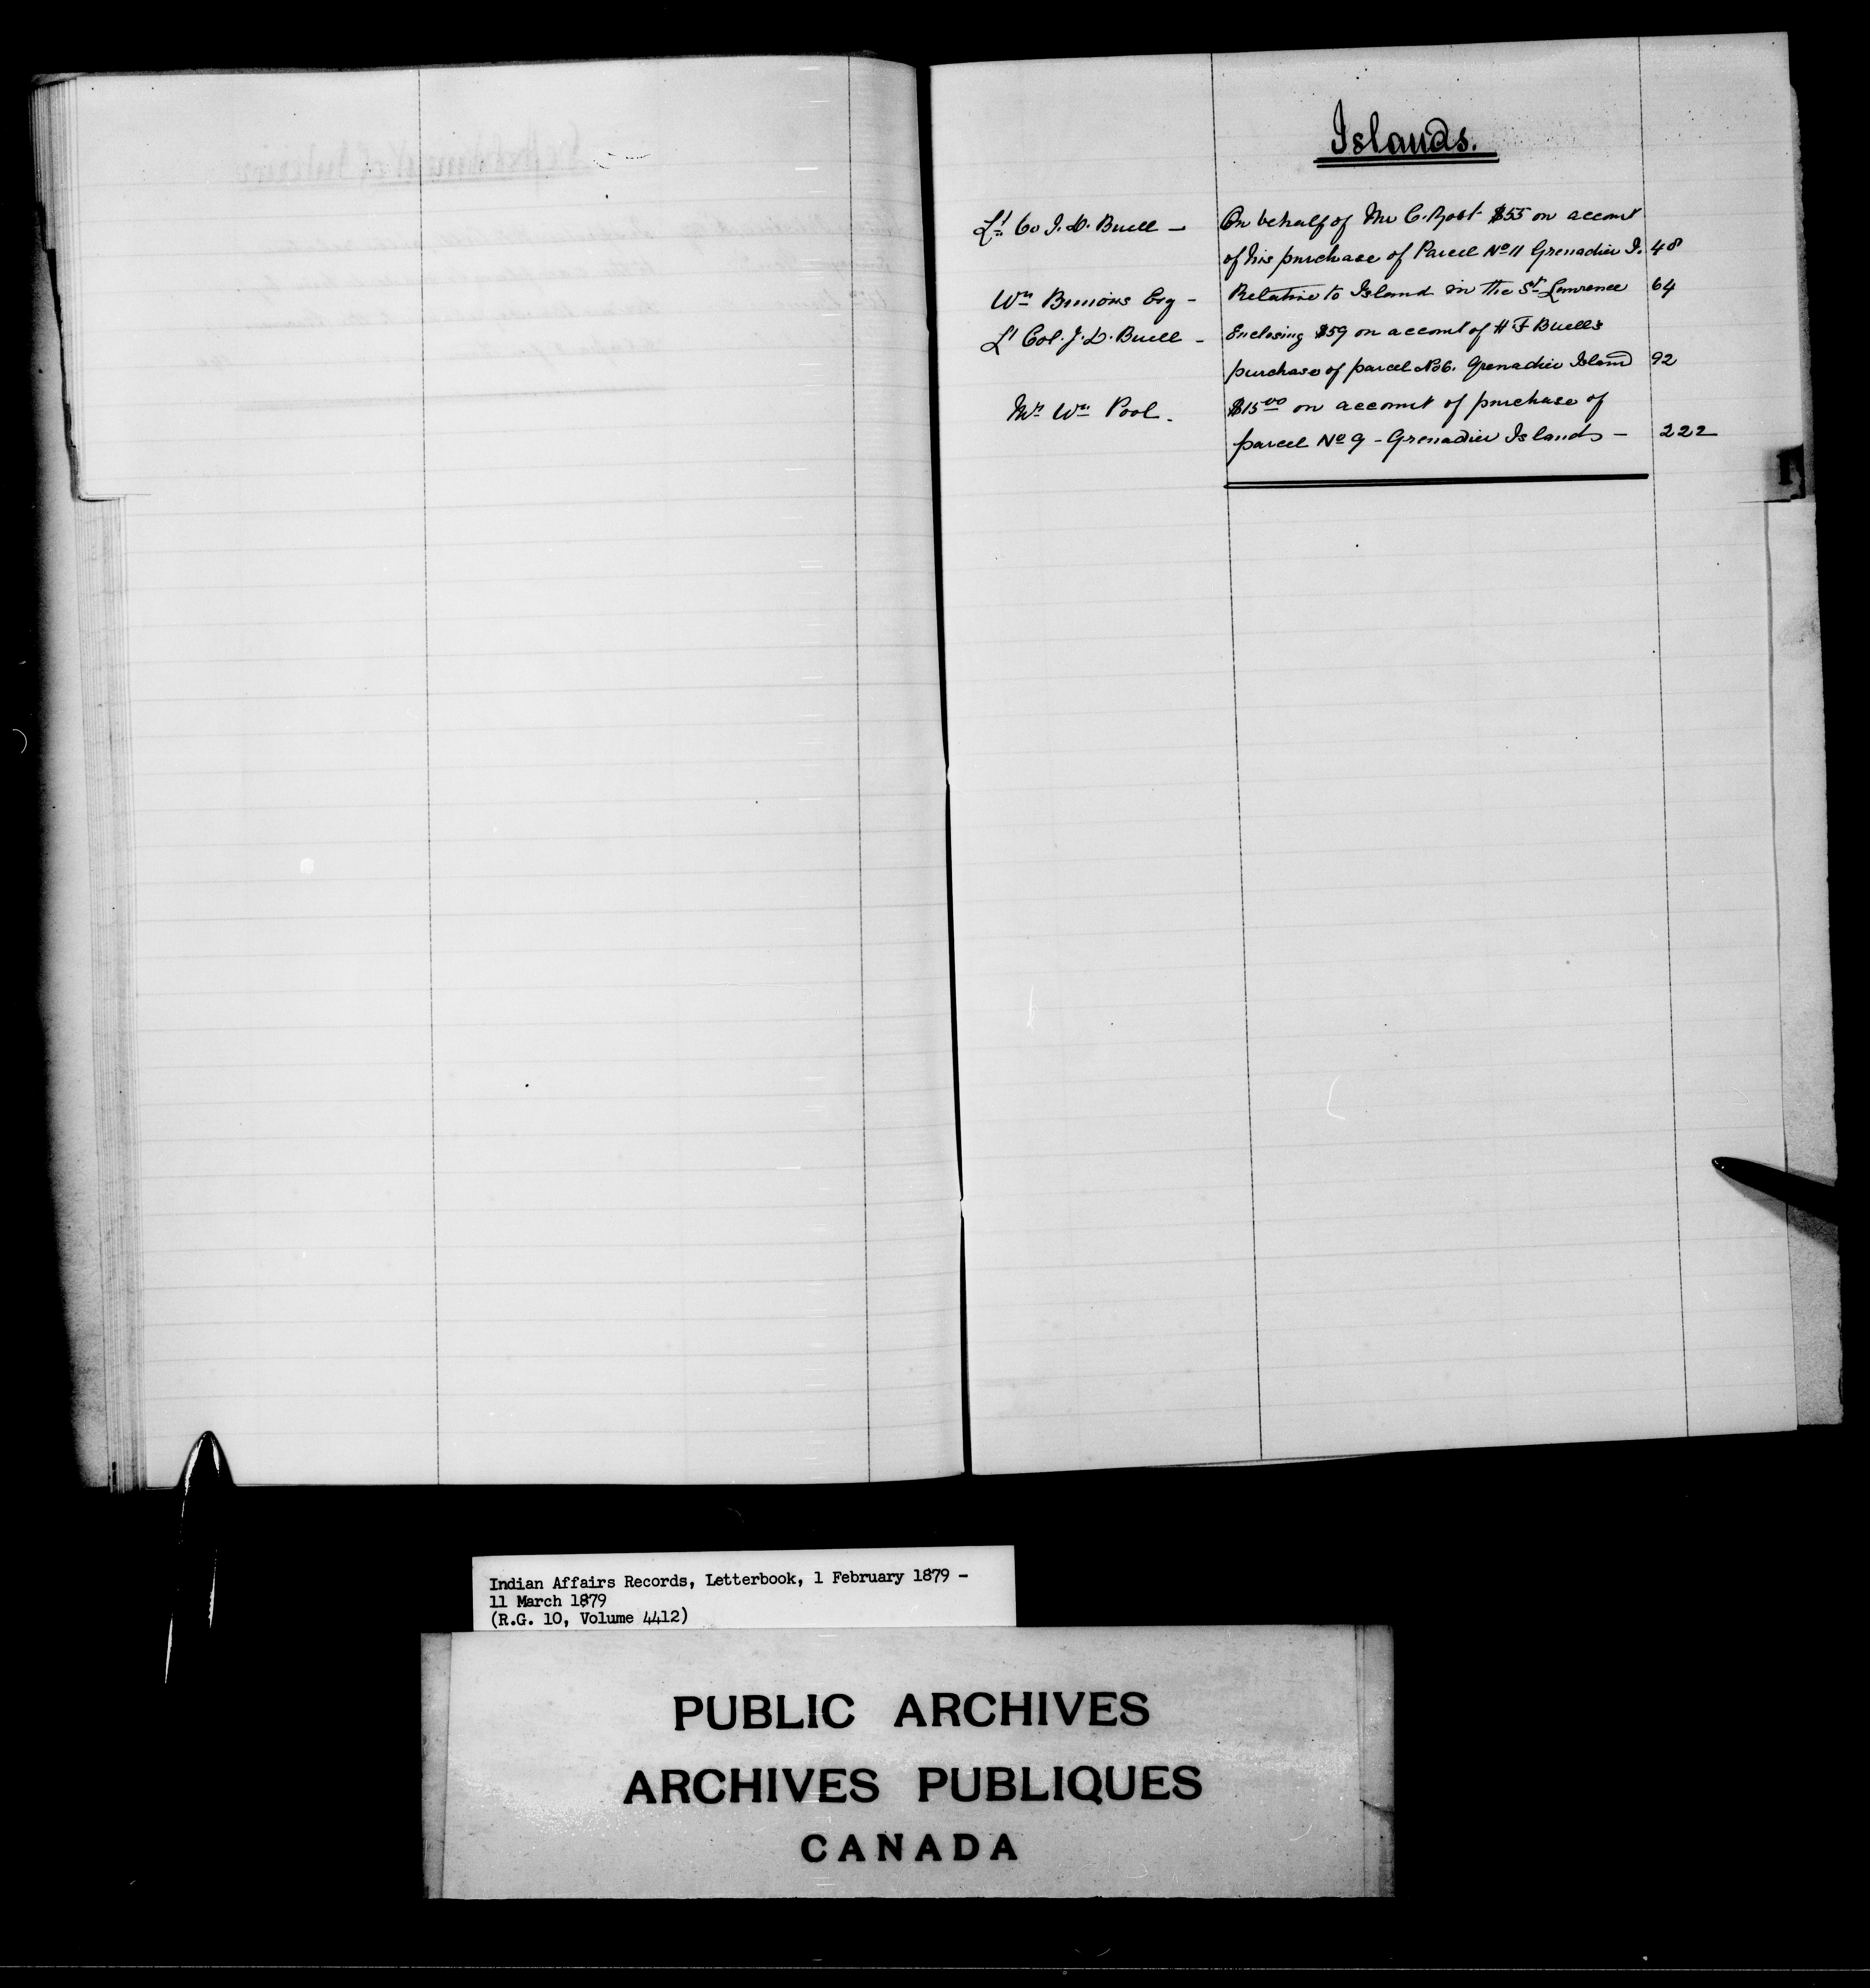 Islands.
Lt Co J. D. Buell — On behalf of Mr C. Root $55 on account
of his purchase of Parcel No 11 Grenadier I. 48
Wm Esq - Relative to Island in the St Lawrence 64
Lt Col. J. D. Buell - Enclosing $59 on account of H F Buells
purchase of parcel No 6. Grenadier Island 92
Mr Wm Pool. $15 00 on account of purchase of
parcel No 9 - Grenadier Islands — 222
I
Indian Affairs Records, Letterbook, 1 February 1879 -
11 March 1879
(R.G. 10, Volume 4412)
PUBLIC ARCHIVES
ARCHIVES PUBLIQUES
CANADA